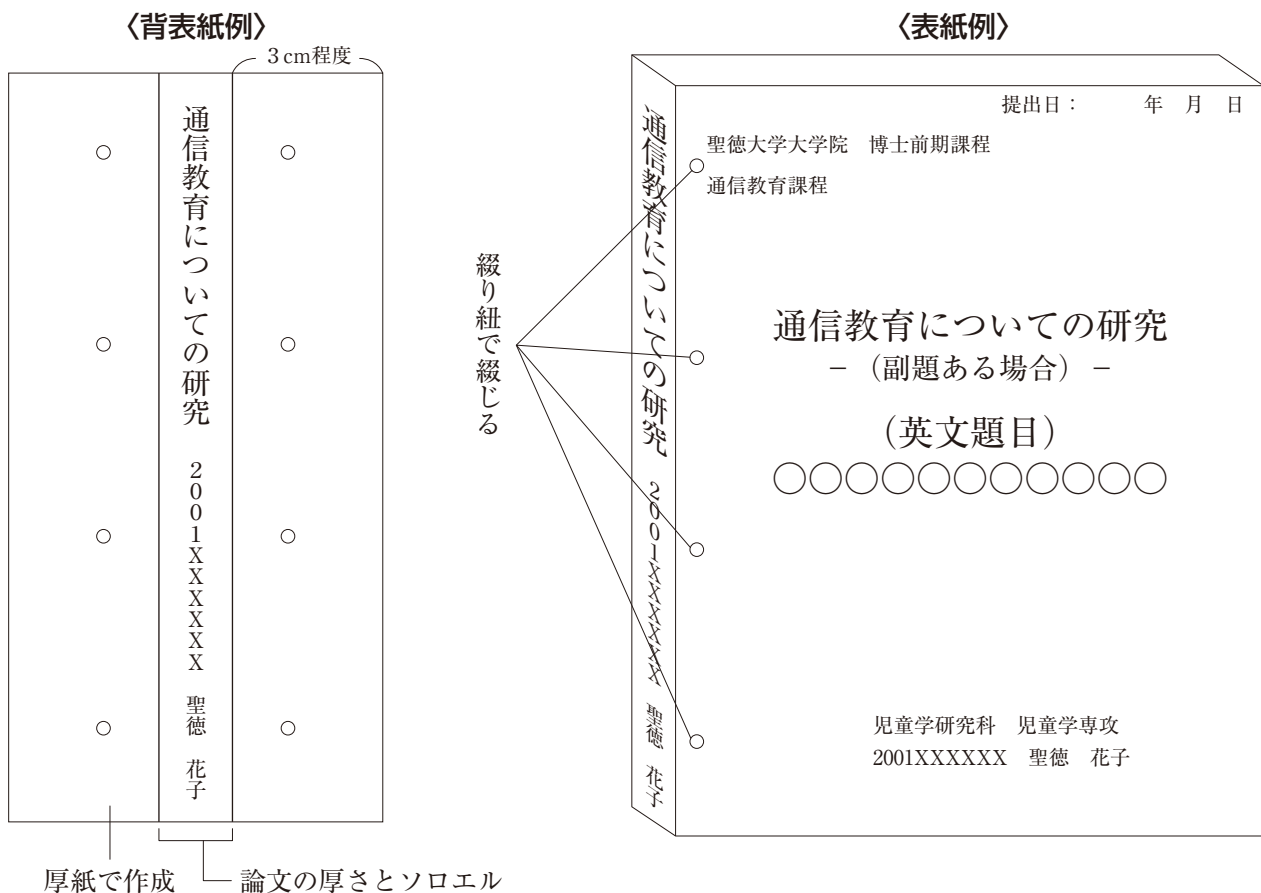 〈背表紙例〉
3cm程度
通信教育についての研究 2001XXXXXXX 聖徳 花子
厚紙で作成
論文の厚さとソロエル
〈表紙例〉
綴り紐で綴じる
通信教育についての研究 2001XXXXXXX 聖徳 花子
提出日： 年 月 日
聖徳大学大学院 博士前期課程
通信教育課程
通信教育についての研究
－（副題ある場合）－
（英文題目）
○○○○○○○○○○○
児童学研究科 児童学専攻
2001XXXXXX 聖徳 花子